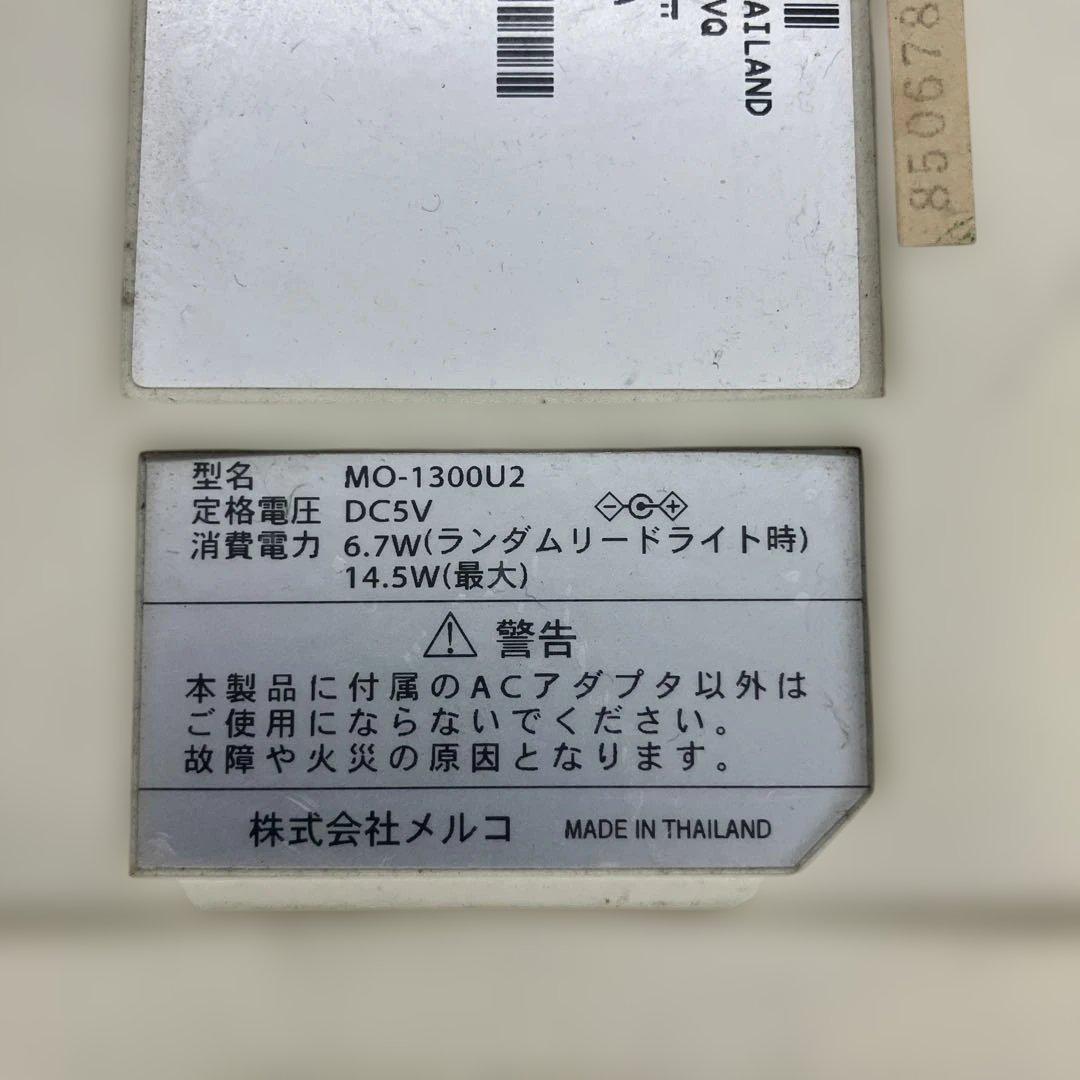 AILAND
VQ
850678
型名 MO-1300U2
定格電圧 DC5V
消費電力 6.7W(ランダムリードライト時)
14.5W(最大)
警告
本製品に付属のACアダプタ以外は
ご使用にならないでください。
故障や火災の原因となります。
株式会社メルコ MADE IN THAILAND